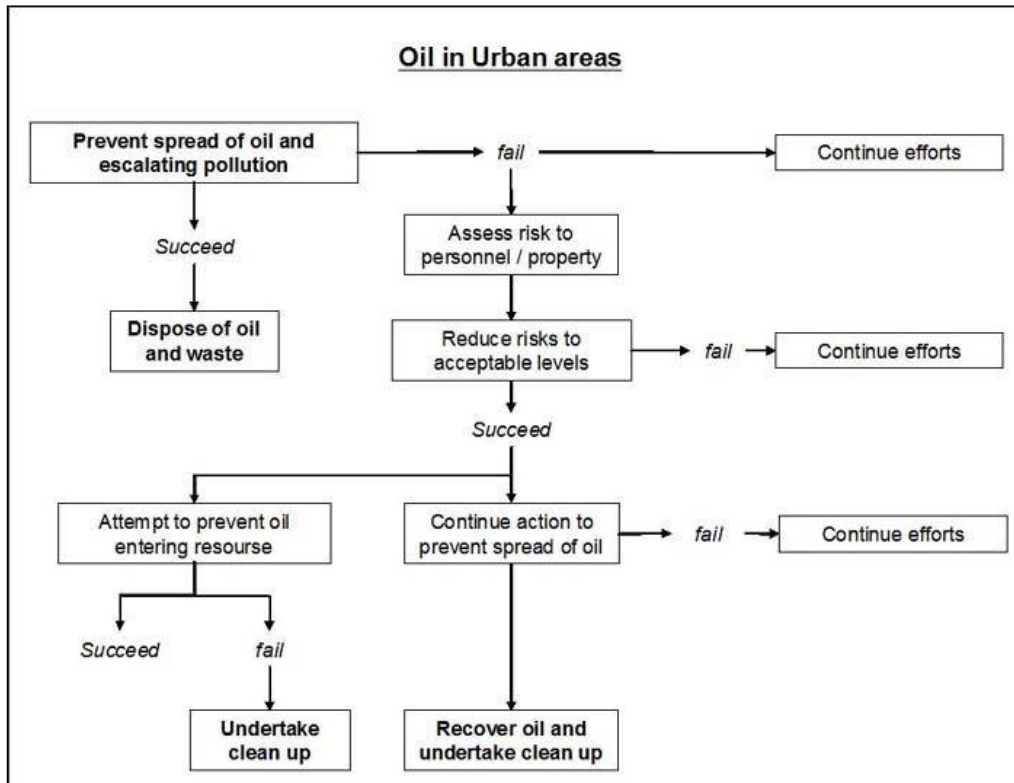 Oil in Urban areas
Prevent spread of oil and
escalating pollution
fail
Continue efforts
Succeed
Assess risk to
personnel / property
Dispose of oil
and waste
Reduce risks to
acceptable levels
fail
Continue efforts
Succeed
Attempt to prevent oil
entering resourse
Continue action to
prevent spread of oil
fail
Continue efforts
Succeed
fail
Undertake
clean up
Recover oil and
undertake clean up